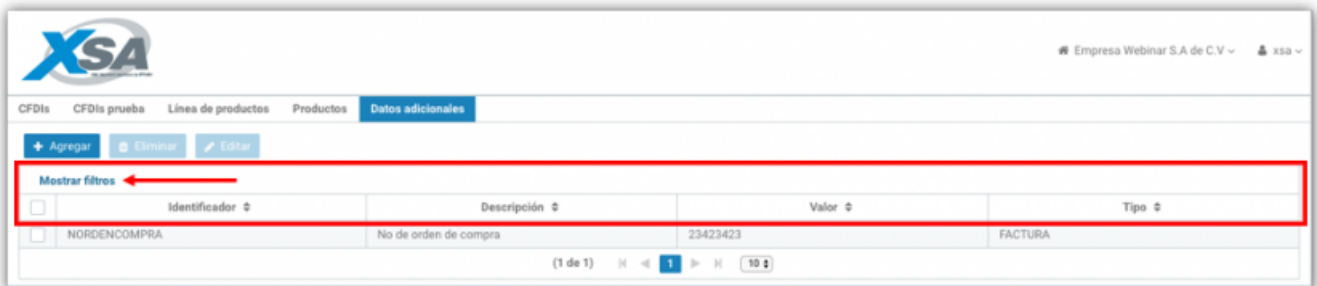 XSA
Empresa Webinar S.A de C.V xsa
CFDIs CFDIs prueba Línea de productos Productos Datos adicionales
Agregar Eliminar Editar
Mostrar filtros
Identificador Descripción Valor Tipo
NORDENCOMPRA No de orden de compra 23423423 FACTURA
(1 de 1) 1 10